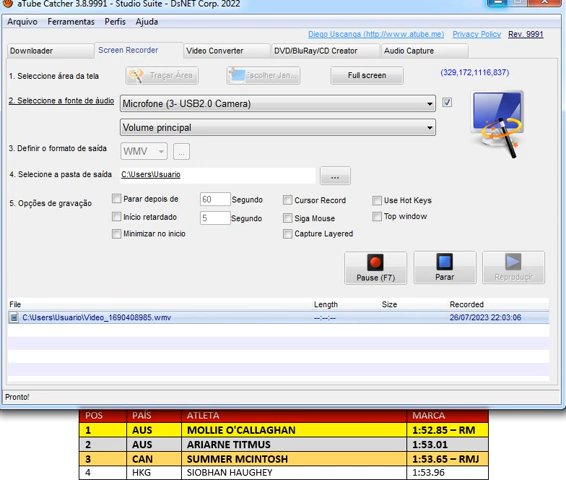 aTube Catcher 3.8.9991 - Studio Suite - DsNET Corp. 2022
Arquivo Ferramentas Perfis Ajuda
Diego Uscanga (http://www.atube.me) Privacy Policy Rev. 9991
Downloader Screen Recorder Video Converter DVD/BluRay/CD Creator Audio Capture
1. Seleccione área da tela Traçar Área Escolher Jan... Full screen (329,172,1116,837)
2. Seleccione a fonte de áudio Microfone (3- USB2.0 Camera)
Volume principal
3. Definir o formato de saída WMV ...
4. Selecione a pasta de saída C:\Users\Usuario ...
5. Opções de gravação Parar depois de 60 Segundo Cursor Record Use Hot Keys
Início retardado 5 Segundo Siga Mouse Top window
Minimizar no inicio Capture Layered
Pause (F7) Parar Reproduzir
File Length Size Recorded
C:\Users\Usuario\Video_1690408985.wmv --:--:-- 26/07/2023 22:03:06
Pronto!
POS PAÍS ATLETA MARCA
1 AUS MOLLIE O'CALLAGHAN 1:52.85 – RM
2 AUS ARIARNE TITMUS 1:53.01
3 CAN SUMMER MCINTOSH 1:53.65 – RMJ
4 HKG SIOBHAN HAUGHEY 1:53.96